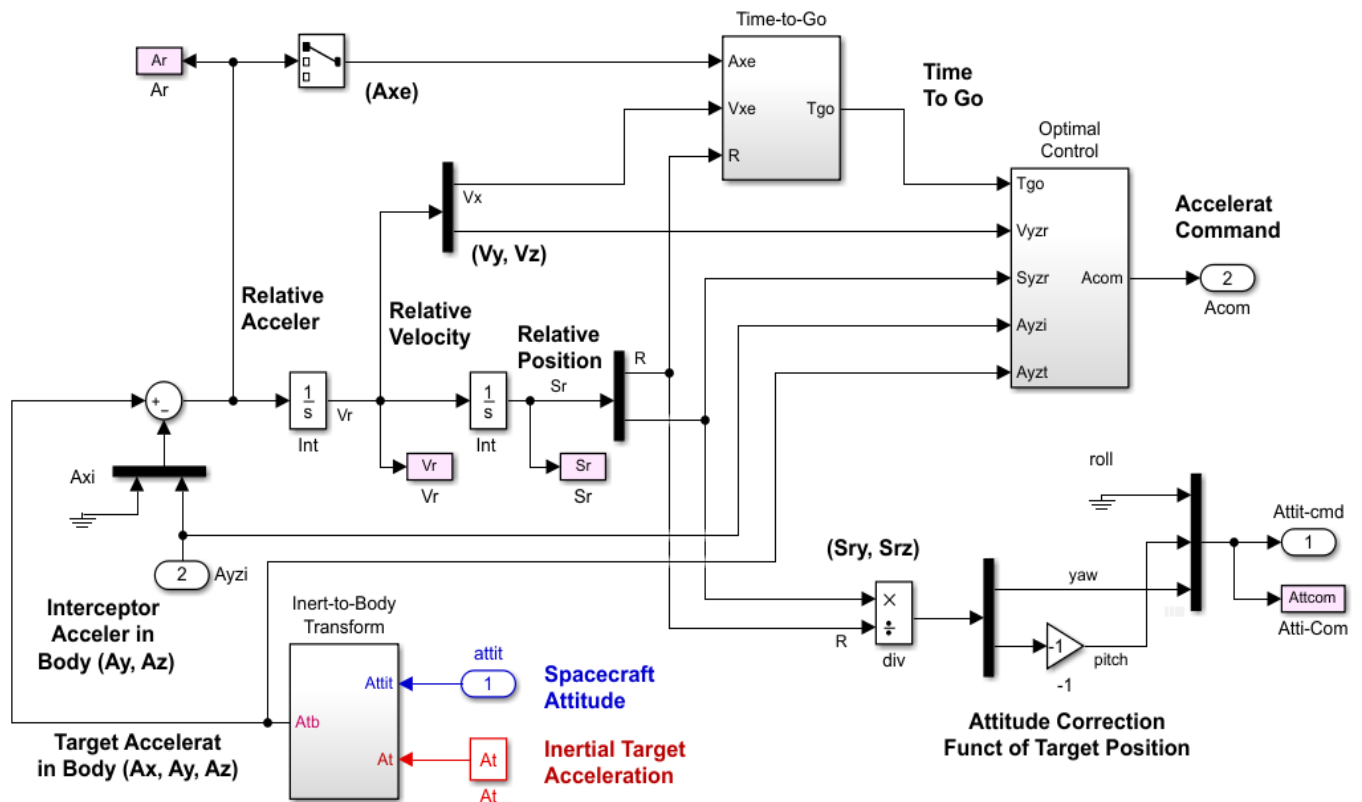 Time-to-Go
Ar
Ar
(Axe)
Axe
Vxe
R
Tgo
Time
To Go
Optimal
Control
Tgo
Vyzr
Syzr
Ayzi
Ayzt
Acom
Accelerat
Command
2
Acom
Vx
(Vy, Vz)
Relative
Acceler
Relative
Velocity
Relative
Position
R
Sr
+
−
1
s
Int
Vr
1
s
Int
Vr
Vr
Sr
Sr
Axi
2
Ayzi
Interceptor
Acceler in
Body (Ay, Az)
Inert-to-Body
Transform
Attit
Atb
At
attit
1
Spacecraft
Attitude
At
At
Inertial Target
Acceleration
Target Accelerat
in Body (Ax, Ay, Az)
(Sry, Srz)
R
×
÷
div
yaw
-1
pitch
-1
roll
Attit-cmd
1
Attcom
Atti-Com
Attitude Correction
Funct of Target Position